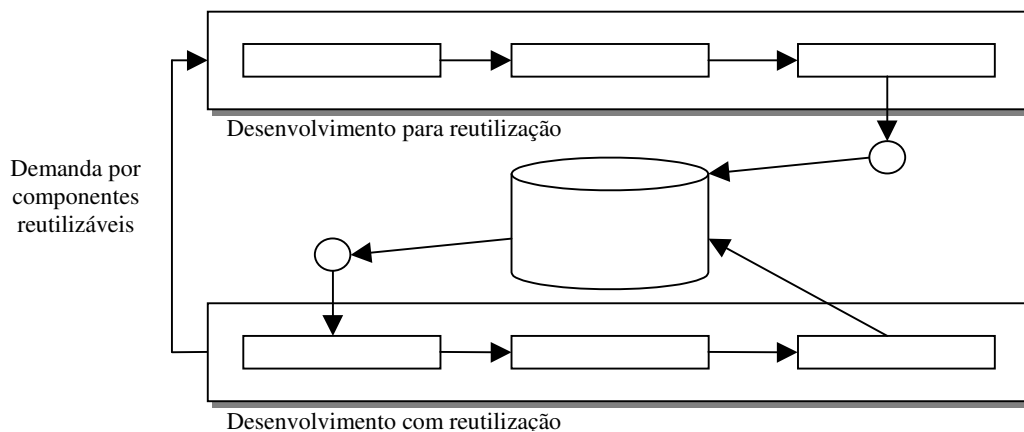 Desenvolvimento para reutilização
Demanda por
componentes
reutilizáveis
Desenvolvimento com reutilização